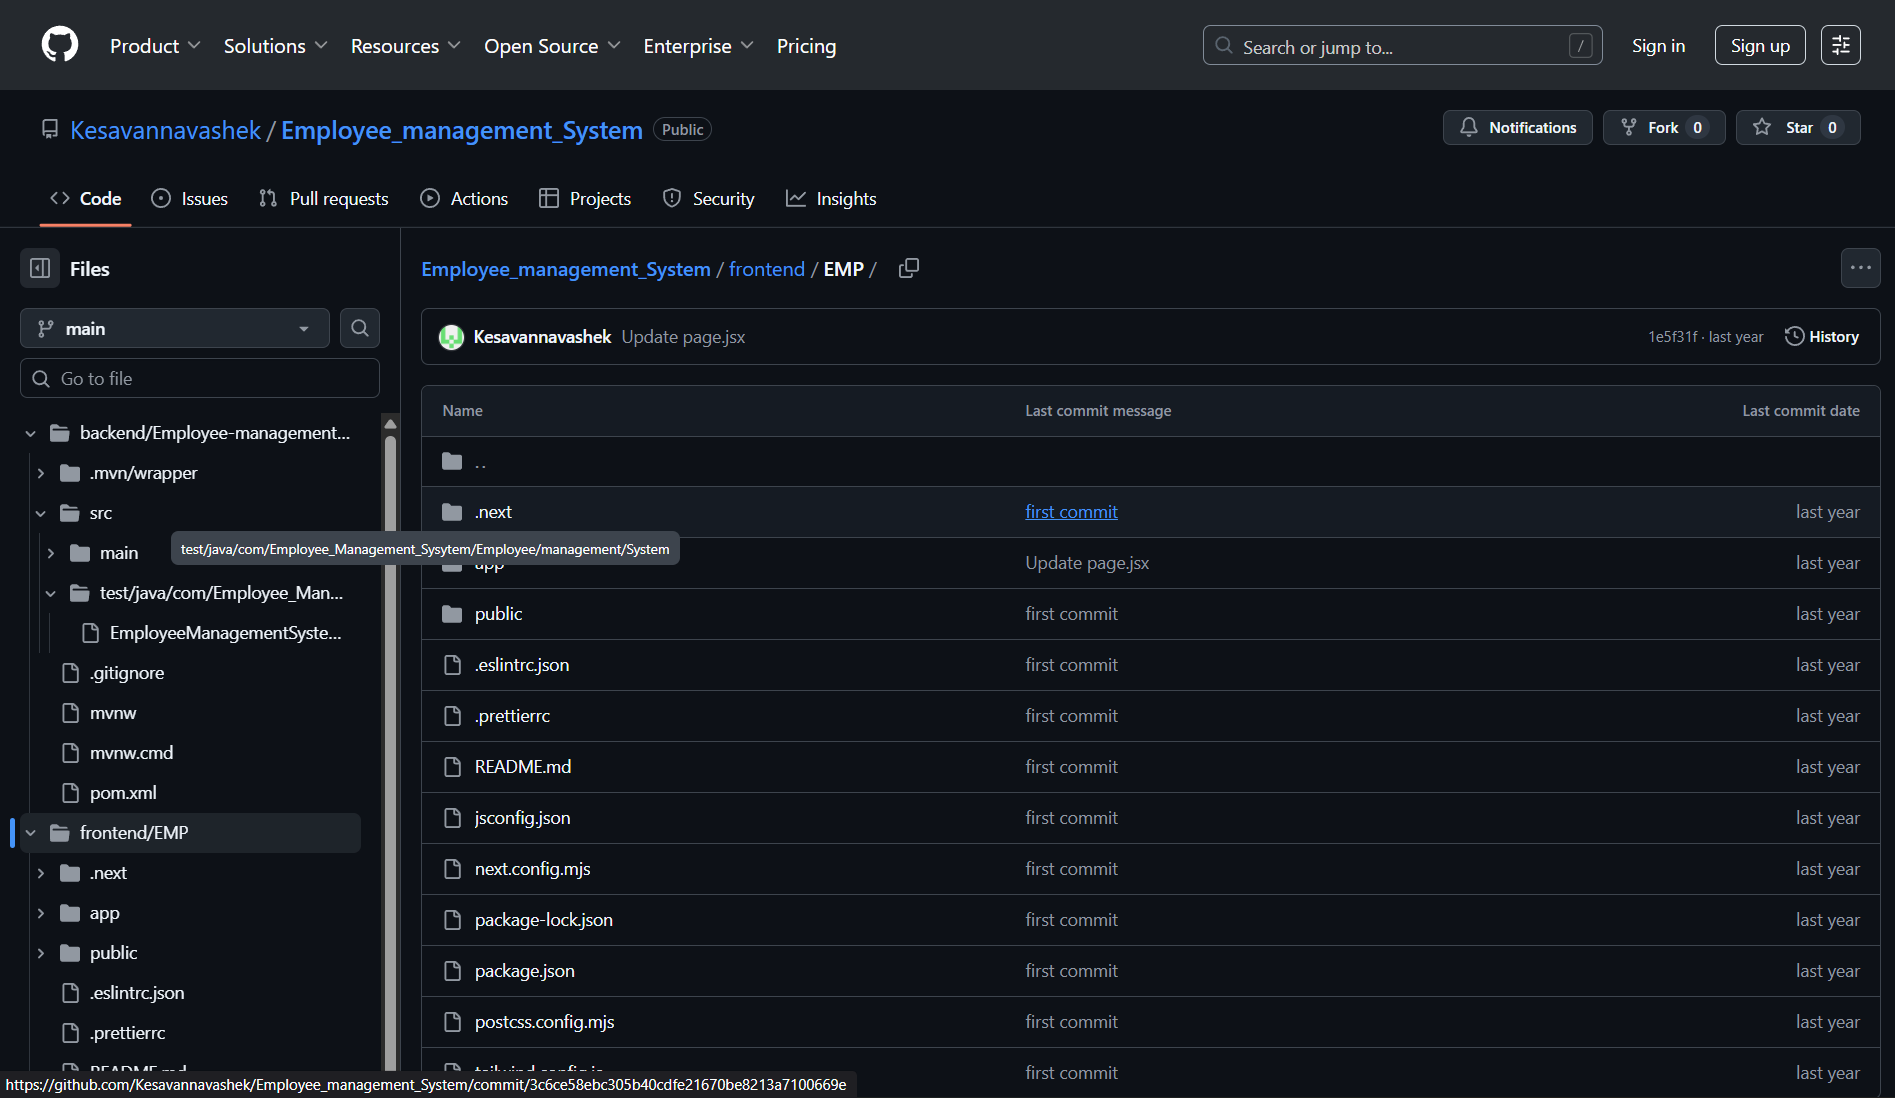 Product Solutions Resources Open Source Enterprise Pricing Search or jump to... / Sign in Sign up
Kesavannavashek / Employee_management_System Public Notifications Fork 0 Star 0
Code Issues Pull requests Actions Projects Security Insights
Files
main
Go to file
backend/Employee-management...
.mvn/wrapper
src
main
test/java/com/Employee_Man...
EmployeeManagementSyste...
.gitignore
mvnw
mvnw.cmd
pom.xml
frontend/EMP
.next
app
public
.eslintrc.json
.prettierrc
README.md
test/java/com/Employee_Management_Sysytem/Employee/management/System
Employee_management_System / frontend / EMP /
Kesavannavashek Update page.jsx 1e5f31f · last year History
Name Last commit message Last commit date
..
.next first commit last year
app Update page.jsx last year
public first commit last year
.eslintrc.json first commit last year
.prettierrc first commit last year
README.md first commit last year
jsconfig.json first commit last year
next.config.mjs first commit last year
package-lock.json first commit last year
package.json first commit last year
postcss.config.mjs first commit last year
tailwind.config.js first commit last year
https://github.com/Kesavannavashek/Employee_management_System/commit/3c6ce58ebc305b40cdfe21670be8213a7100669e